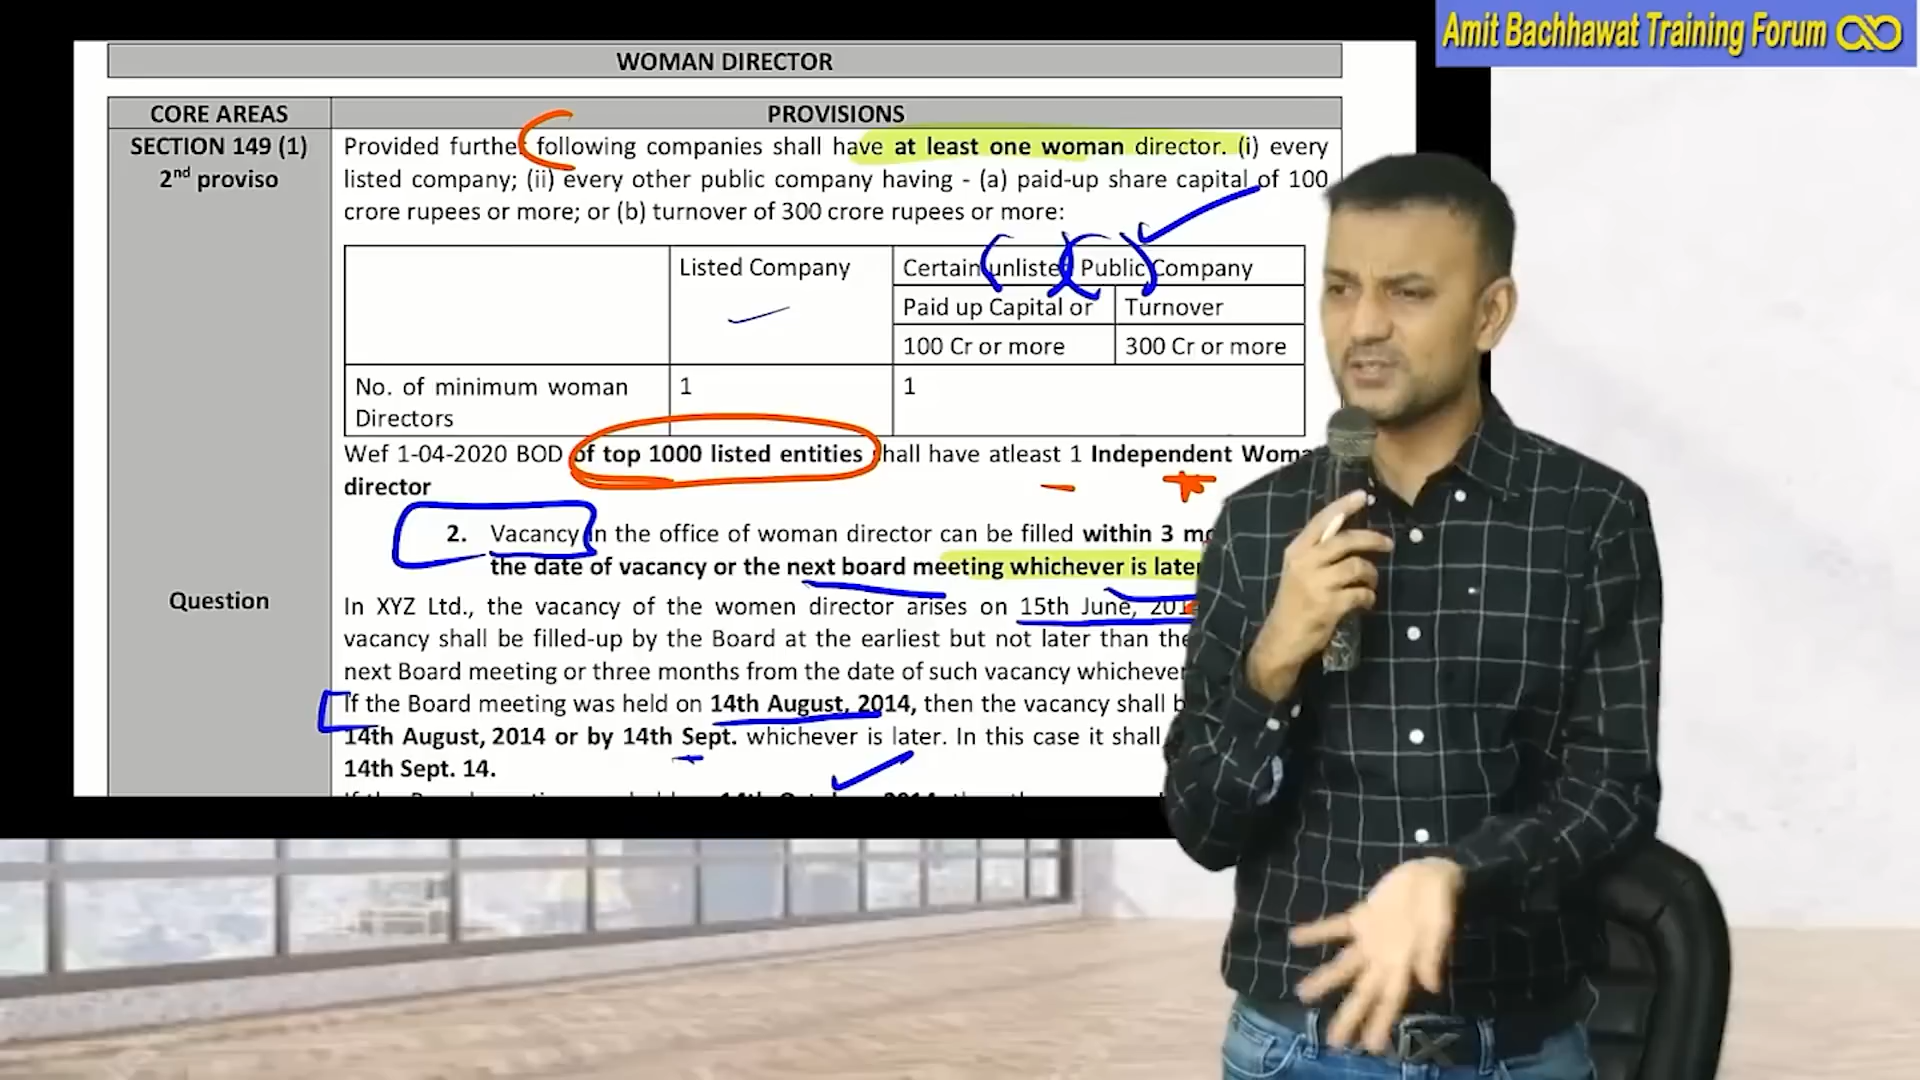 Amit Bachhawat Training Forum
WOMAN DIRECTOR
CORE AREAS
PROVISIONS
SECTION 149 (1)
2nd proviso
Provided further following companies shall have at least one woman director. (i) every
listed company; (ii) every other public company having - (a) paid-up share capital of 100
crore rupees or more; or (b) turnover of 300 crore rupees or more:
Listed Company
Certain unlisted Public Company
Paid up Capital or
Turnover
100 Cr or more
300 Cr or more
No. of minimum woman
Directors
1
1
Wef 1-04-2020 BOD of top 1000 listed entities shall have atleast 1 Independent
director
2. Vacancy in the office of woman director can be filled within 3
the date of vacancy or the next board meeting whichever is later
Question
In XYZ Ltd., the vacancy of the women director arises on 15th June,
vacancy shall be filled-up by the Board at the earliest but not later than the
next Board meeting or three months from the date of such vacancy whichever
If the Board meeting was held on 14th August, 2014, then the vacancy shall
14th August, 2014 or by 14th Sept. whichever is later. In this case it shall
14th Sept. 14.